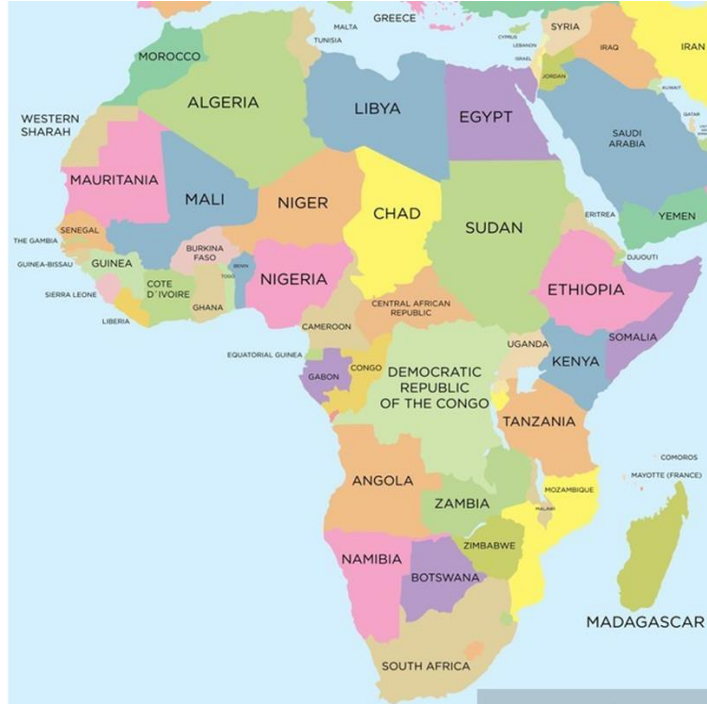 GREECE
MALTA
TUNISIA
CYPRUS
SYRIA
LEBANON
ISRAEL
IRAQ
IRAN
JORDAN
KUWAIT
QATAR
MOROCCO
ALGERIA
LIBYA
EGYPT
SAUDI
ARABIA
WESTERN
SHARAH
MAURITANIA
MALI
NIGER
CHAD
SUDAN
ERITREA
YEMEN
SENEGAL
THE GAMBIA
GUINEA-BISSAU
GUINEA
BURKINA
FASO
BENIN
TOGO
NIGERIA
DJUOUTI
ETHIOPIA
SIERRA LEONE
COTE
D`IVOIRE
GHANA
LIBERIA
CENTRAL AFRICAN
REPUBLIC
CAMEROON
SOMALIA
UGANDA
KENYA
EQUATORIAL GUINEA
GABON
CONGO
DEMOCRATIC
REPUBLIC
OF THE CONGO
TANZANIA
COMOROS
MAYOTTE (FRANCE)
ANGOLA
ZAMBIA
MOZAMBIQUE
MALAWI
ZIMBABWE
NAMIBIA
BOTSWANA
MADAGASCAR
SOUTH AFRICA